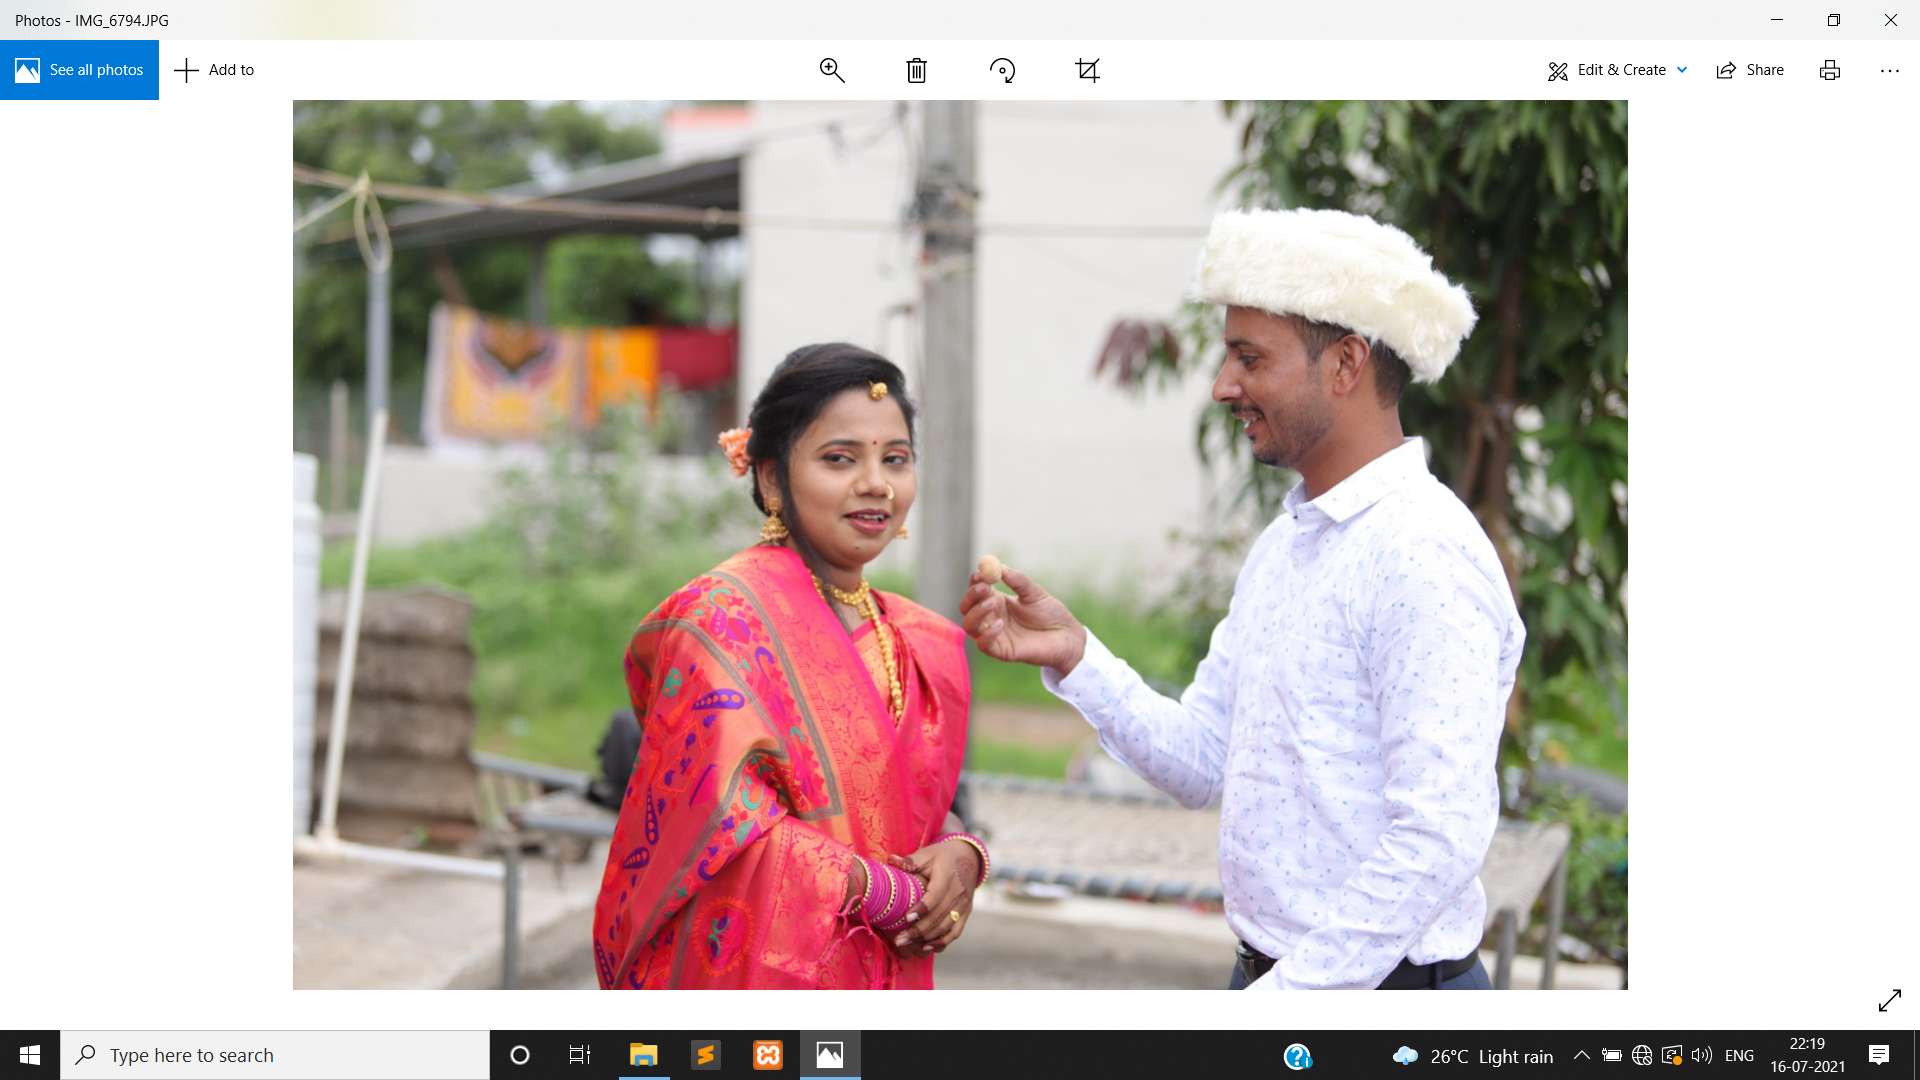 Photos - IMG_6794.JPG
See all photos
Add to
Edit & Create
Share
Type here to search
26°C Light rain
ENG
22:19
16-07-2021